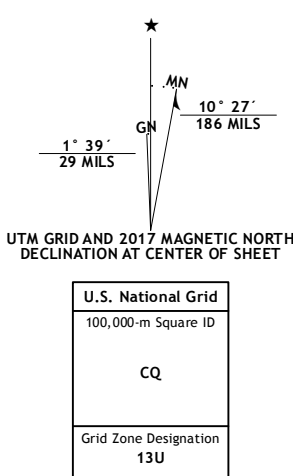 ★
MN
10° 27´
186 MILS
GN
1° 39´
29 MILS
UTM GRID AND 2017 MAGNETIC NORTH
DECLINATION AT CENTER OF SHEET
U.S. National Grid
100,000-m Square ID
CQ
Grid Zone Designation
13U